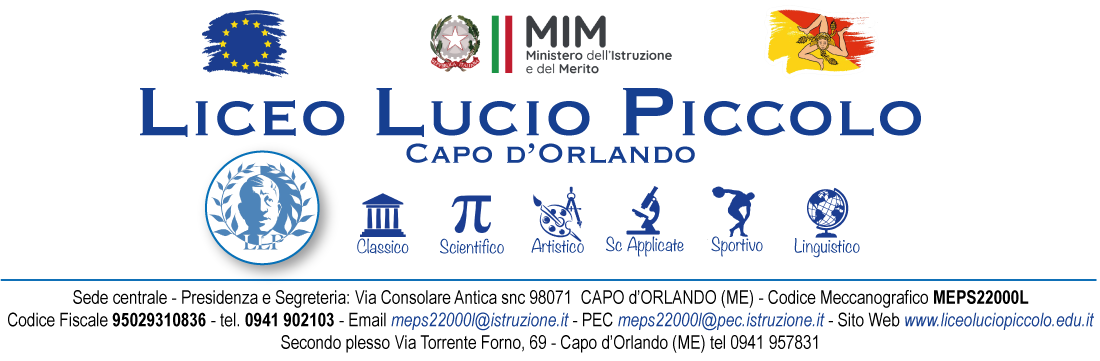 MIM
Ministero dell'Istruzione
e del Merito
LICEO LUCIO PICCOLO
CAPO D'ORLANDO
LLP
Classico Scientifico Artistico Sc Applicate Sportivo Linguistico
Sede centrale - Presidenza e Segreteria: Via Consolare Antica snc 98071 CAPO d'ORLANDO (ME) - Codice Meccanografico MEPS22000L
Codice Fiscale 95029310836 - tel. 0941 902103 - Email meps22000l@istruzione.it - PEC meps22000l@pec.istruzione.it - Sito Web www.liceoluciopiccolo.edu.it
Secondo plesso Via Torrente Forno, 69 - Capo d'Orlando (ME) tel 0941 957831